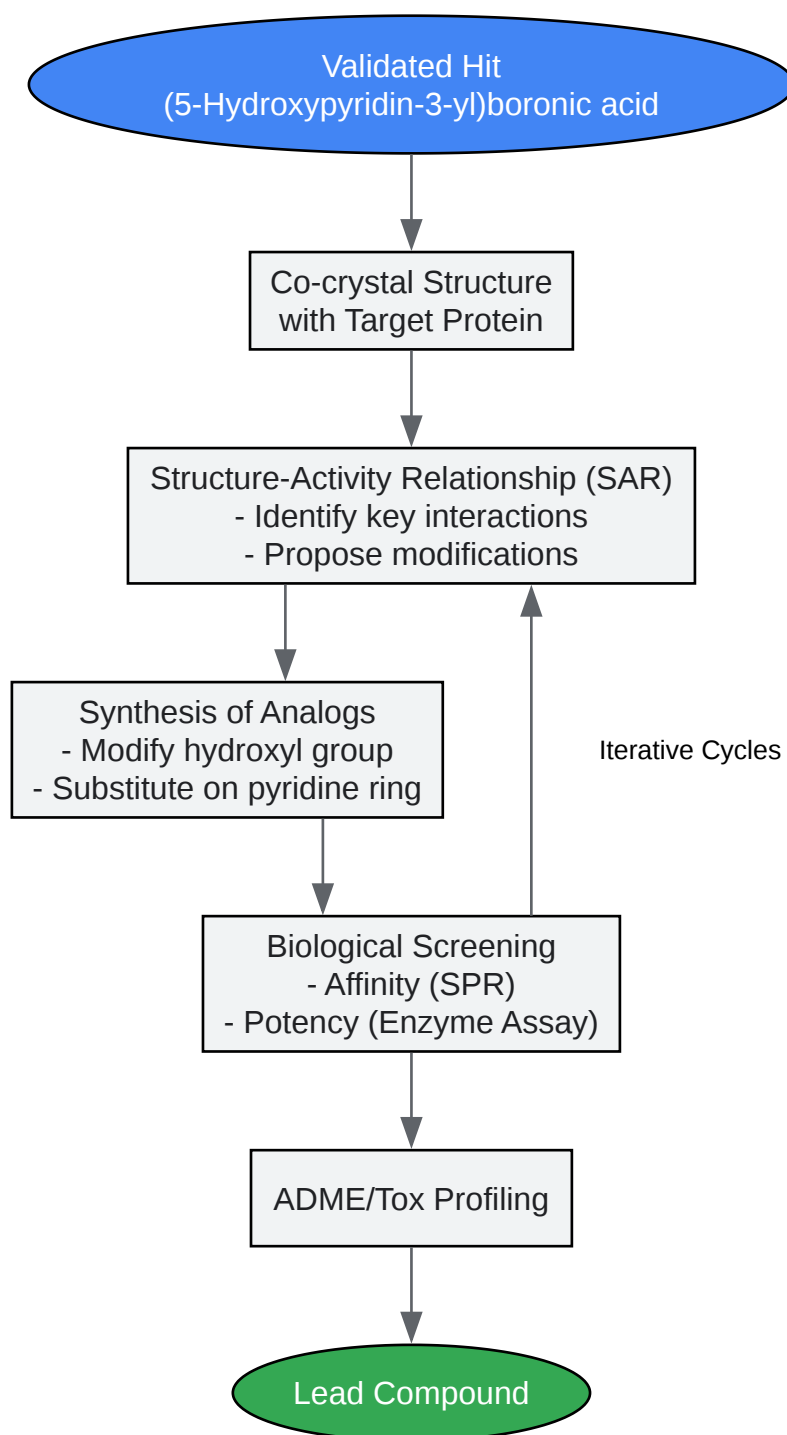 Validated Hit
(5-Hydroxypyridin-3-yl)boronic acid
Co-crystal Structure
with Target Protein
Structure-Activity Relationship (SAR)
- Identify key interactions
- Propose modifications
Synthesis of Analogs
- Modify hydroxyl group
- Substitute on pyridine ring
Iterative Cycles
Biological Screening
- Affinity (SPR)
- Potency (Enzyme Assay)
ADME/Tox Profiling
Lead Compound